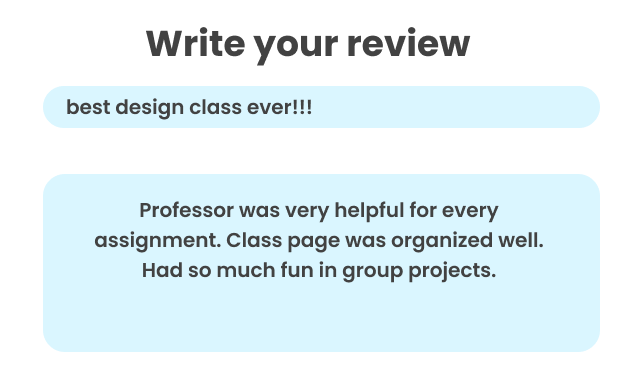 Write your review
best design class ever!!!
Professor was very helpful for every
assignment. Class page was organized well.
Had so much fun in group projects.